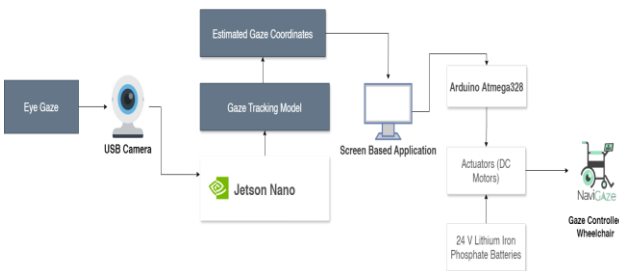 Eye Gaze
USB Camera
Estimated Gaze Coordinates
Gaze Tracking Model
Jetson Nano
Screen Based Application
Arduino Atmega328
Actuators (DC
Motors)
24 V Lithium Iron
Phosphate Batteries
NaviGAze
Gaze Controlled
Wheelchair